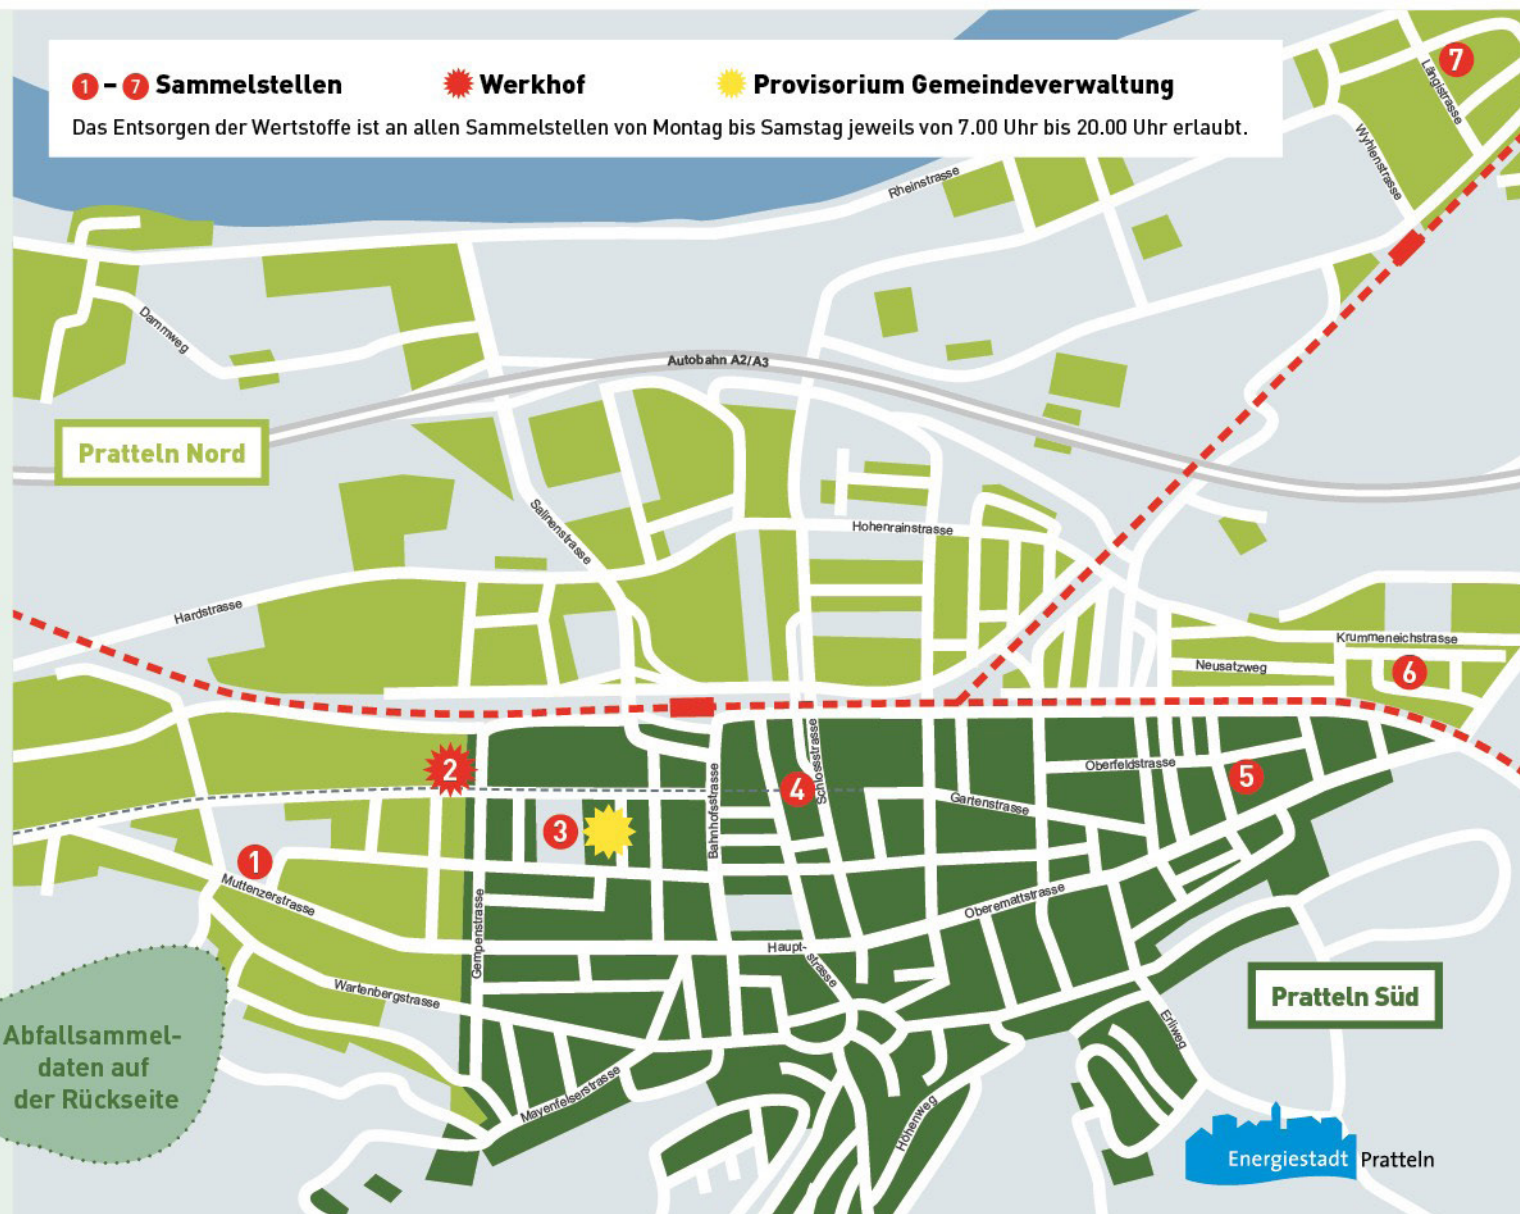 1 – 7 Sammelstellen
Werkhof
Provisorium Gemeindeverwaltung
Das Entsorgen der Wertstoffe ist an allen Sammelstellen von Montag bis Samstag jeweils von 7.00 Uhr bis 20.00 Uhr erlaubt.
7
Längistrasse
Wyhlenstrasse
Rheinstrasse
Dammweg
Autobahn A2/A3
Pratteln Nord
Salinenstrasse
Hohenrainstrasse
Hardstrasse
Krummeneichstrasse
Neusatzweg
6
2
Bahnhofsstrasse
4
Schlossstrasse
Oberfeldstrasse
5
Gartenstrasse
3
1
Muttenzerstrasse
Gempenstrasse
Oberemattstrasse
Haupt-
strasse
Wartenbergstrasse
Pratteln Süd
Erliweg
Abfallsammel-
daten auf
der Rückseite
Mayenfelserstrasse
Höhenweg
Energiestadt Pratteln